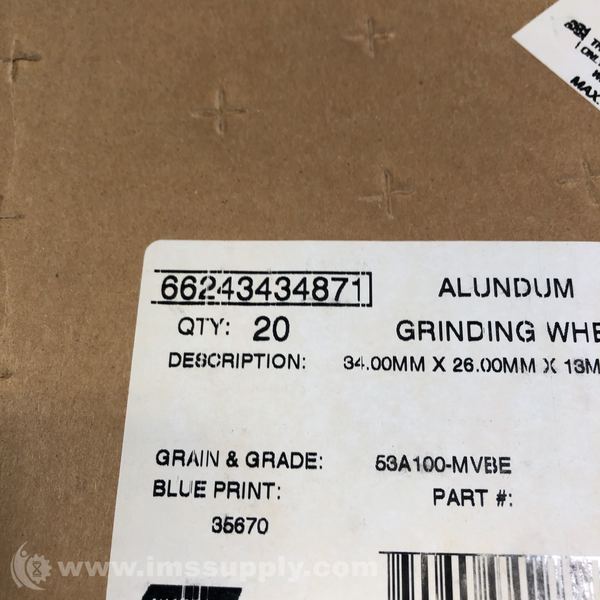 MAX.
66243434871
ALUNDUM
QTY: 20
GRINDING WHE
DESCRIPTION: 34.00MM X 26.00MM X 13M
GRAIN & GRADE: 53A100-MVBE
BLUE PRINT: PART #:
35670
www.imssupply.com